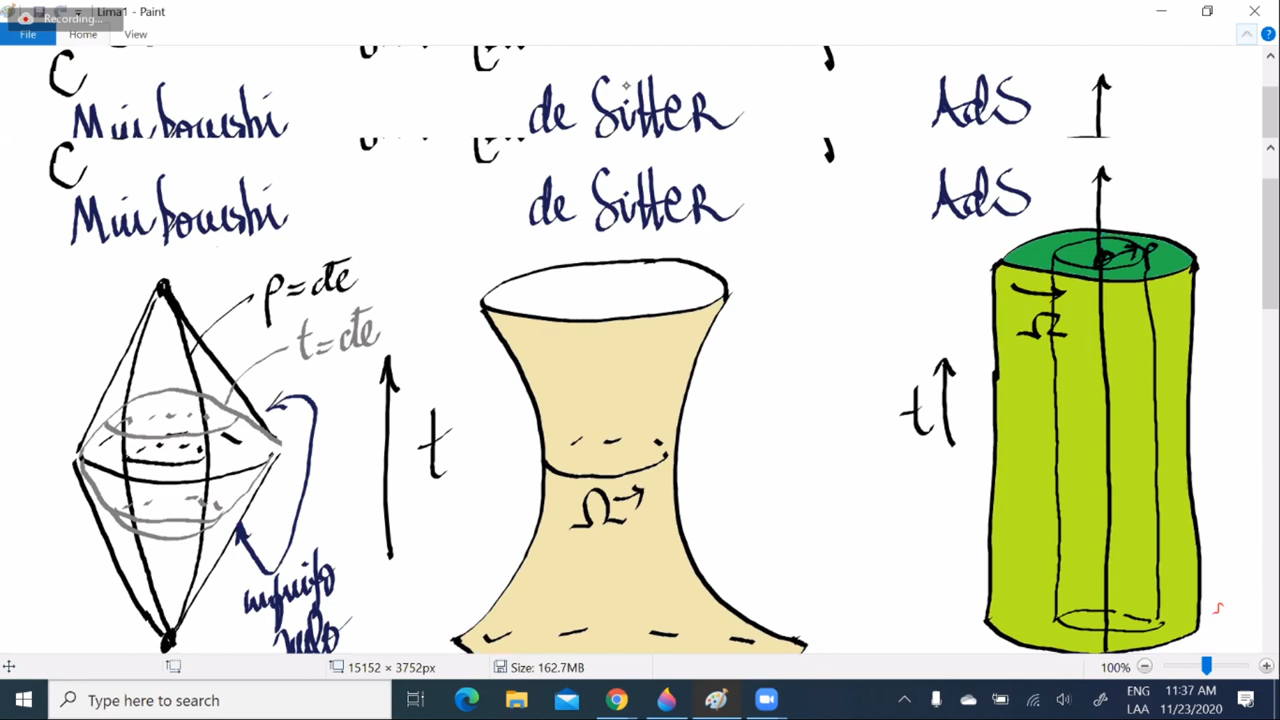 Recording...
Lima1 - Paint
File Home View
Minkowski de Sitter AdS
Minkowski de Sitter AdS
ρ=cte
t=cte
ρ
Ω
t
t
Ω
infinito
nulo
15152 × 3752px Size: 162.7MB 100%
Type here to search
ENG 11:37 AM
LAA 11/23/2020